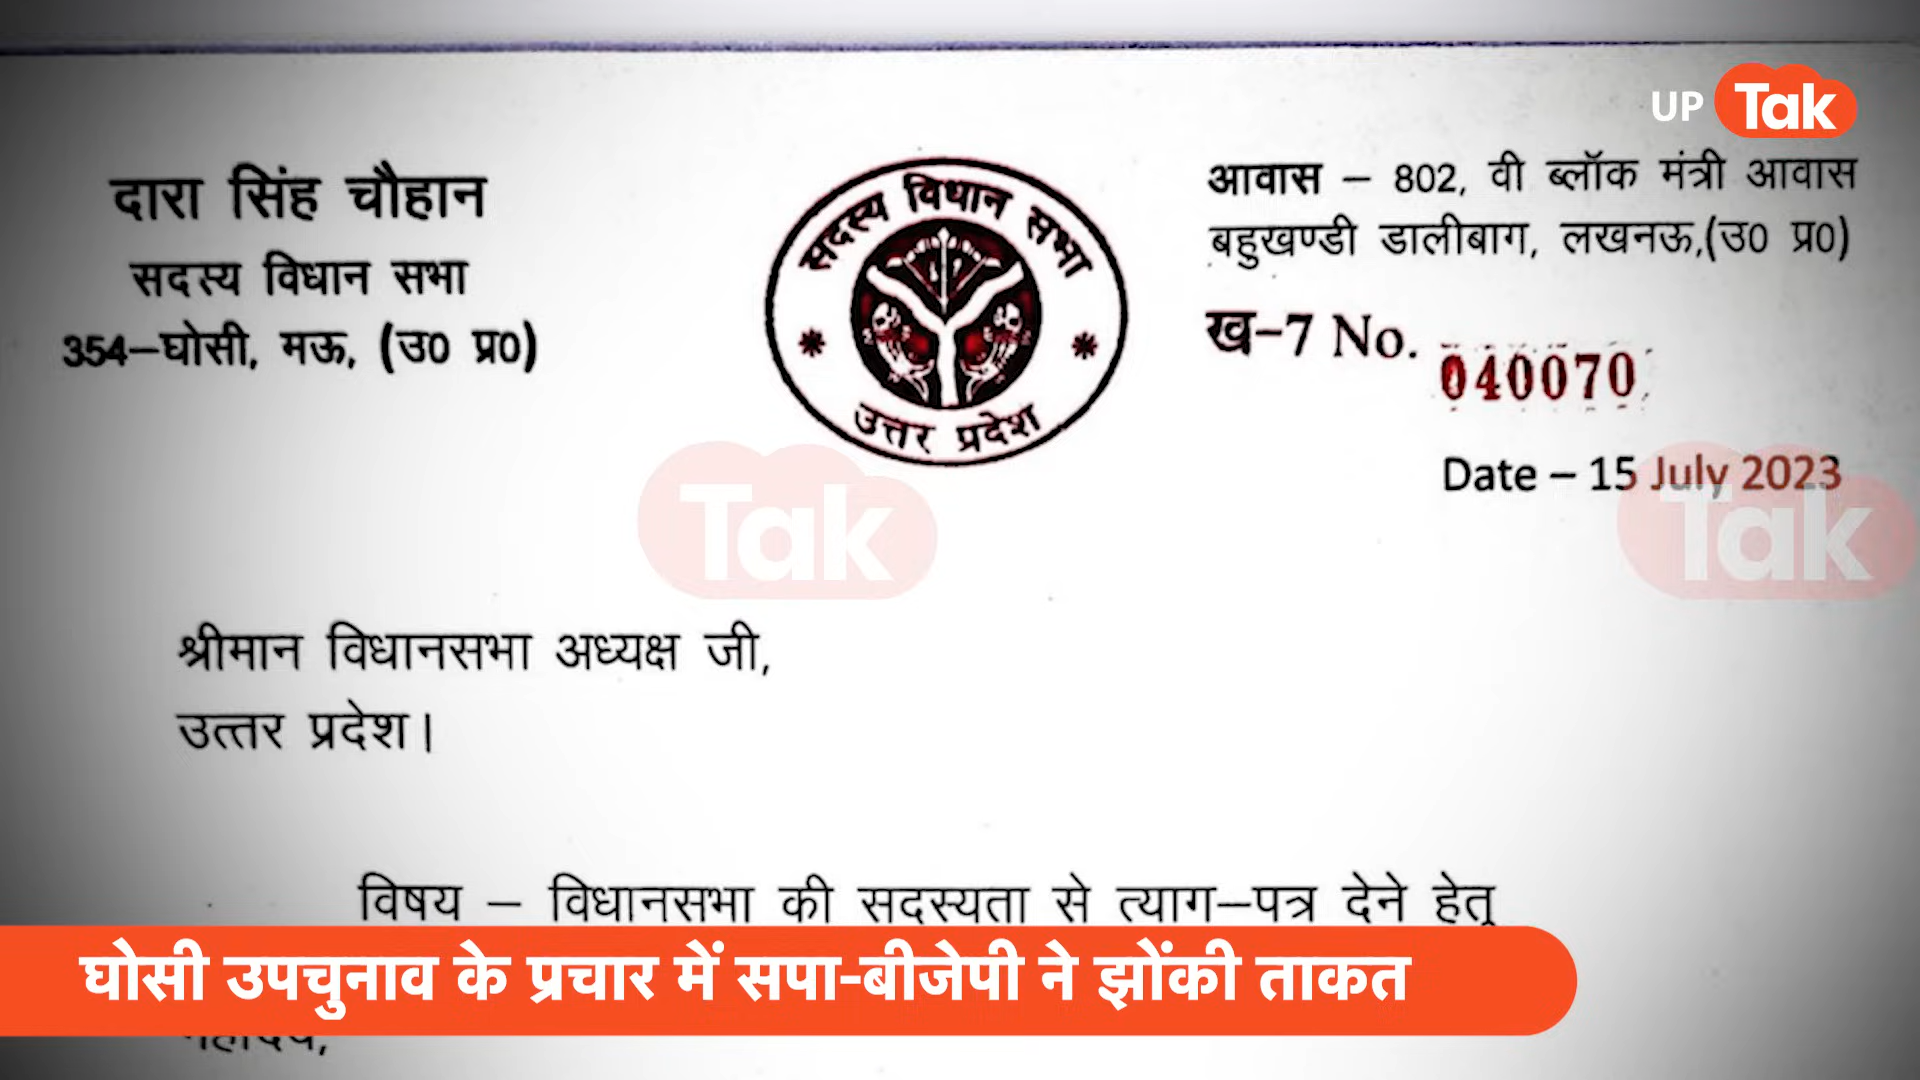 UP Tak
दारा सिंह चौहान
सदस्य विधान सभा
354–घोसी, मऊ, (उ0 प्र0)
सदस्य विधान सभा
उत्तर प्रदेश
आवास – 802, वी ब्लॉक मंत्री आवास
बहुखण्डी डालीबाग, लखनऊ,(उ0 प्र0)
ख–7 No. 040070
Date – 15 July 2023
Tak
Tak
श्रीमान विधानसभा अध्यक्ष जी,
उत्तर प्रदेश।
विषय – विधानसभा की सदस्यता से त्याग–पत्र देने हेतु
घोसी उपचुनाव के प्रचार में सपा-बीजेपी ने झोंकी ताकत